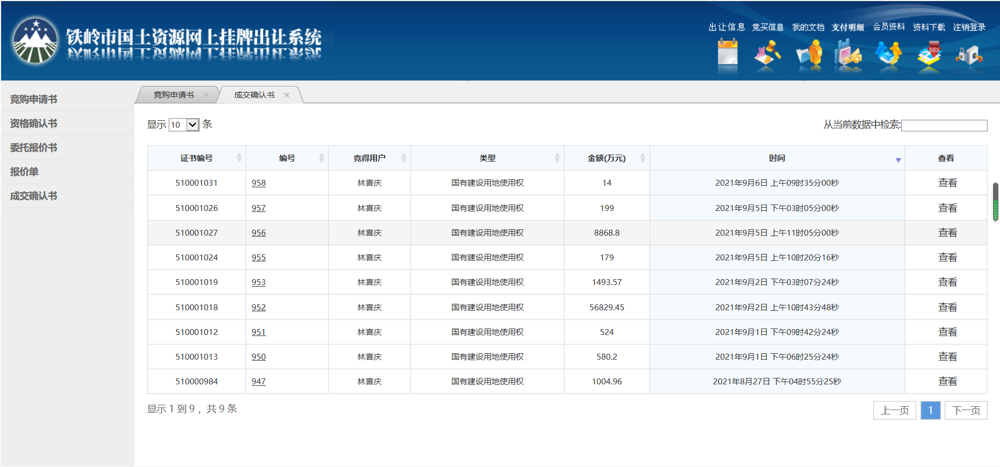 铁岭市国土资源网上挂牌出让系统
出让信息 竞买信息 我的文档 支付明细 会员资料 资料下载 注销登录
88%
竞购申请书
资格确认书
委托报价书
报价单
成交确认书
竞购申请书 × 成交确认书 ×
显示 10 条 从当前数据中检索:
证书编号 编号 竞得用户 类型 金额(万元) 时间 查看
510001031 958 林喜庆 国有建设用地使用权 14 2021年9月6日 上午09时35分00秒 查看
510001026 957 林喜庆 国有建设用地使用权 199 2021年9月5日 下午03时05分00秒 查看
510001027 956 林喜庆 国有建设用地使用权 8868.8 2021年9月5日 上午11时05分00秒 查看
510001024 955 林喜庆 国有建设用地使用权 179 2021年9月5日 上午10时20分16秒 查看
510001019 953 林喜庆 国有建设用地使用权 1493.57 2021年9月2日 下午03时07分24秒 查看
510001018 952 林喜庆 国有建设用地使用权 56829.45 2021年9月2日 上午10时43分48秒 查看
510001012 951 林喜庆 国有建设用地使用权 524 2021年9月1日 下午09时42分24秒 查看
510001013 950 林喜庆 国有建设用地使用权 580.2 2021年9月1日 下午06时25分24秒 查看
510000984 947 林喜庆 国有建设用地使用权 1004.96 2021年8月27日 下午04时55分25秒 查看
显示 1 到 9 ，共 9 条
上一页 1 下一页